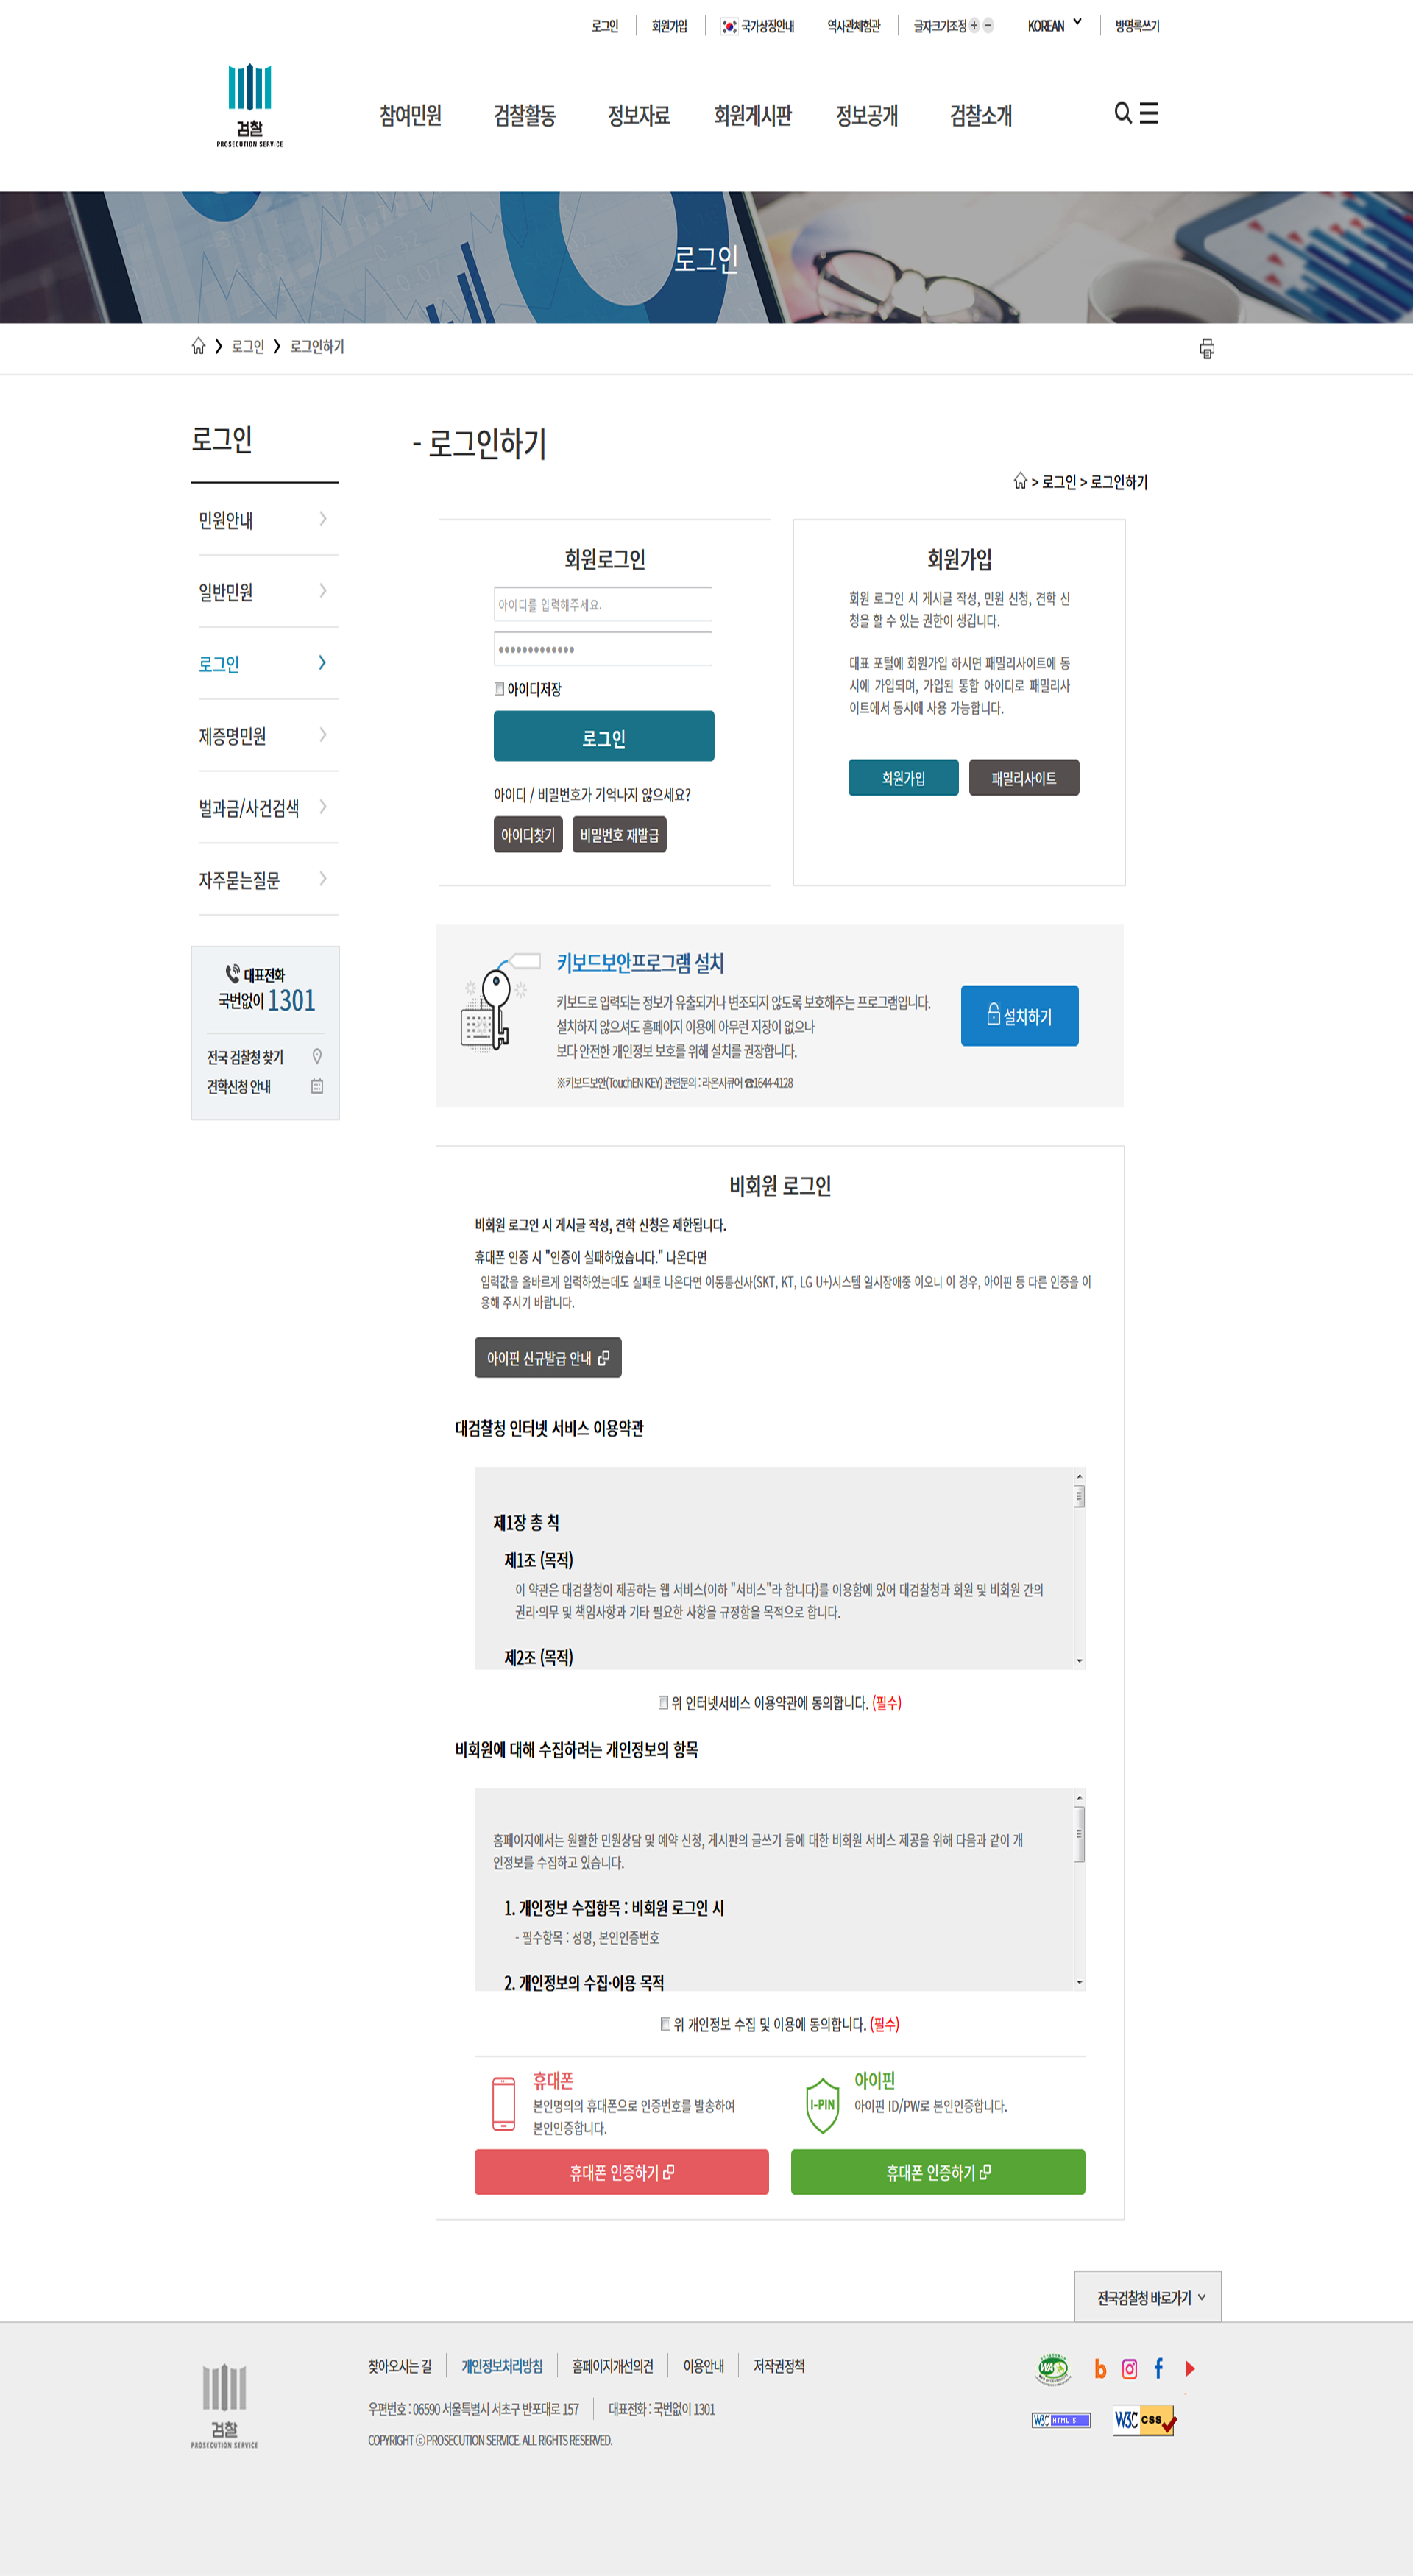 로그인
회원가입
국가상징안내
역사관체험관
글자크기조정
KOREAN
방명록쓰기
검찰
PROSECUTION SERVICE
참여민원
검찰활동
정보자료
회원게시판
정보공개
검찰소개
로그인
로그인
로그인하기
로그인
민원안내
일반민원
로그인
제증명민원
벌과금/사건검색
자주묻는질문
대표전화
국번없이 1301
전국 검찰청 찾기
견학신청 안내
- 로그인하기
> 로그인 > 로그인하기
회원로그인
아이디를 입력해주세요.
아이디저장
로그인
아이디 / 비밀번호가 기억나지 않으세요?
아이디찾기
비밀번호 재발급
회원가입
회원 로그인 시 게시글 작성, 민원 신청, 견학 신
청을 할 수 있는 권한이 생깁니다.
대표 포털에 회원가입 하시면 패밀리사이트에 동
시에 가입되며, 가입된 통합 아이디로 패밀리사
이트에서 동시에 사용 가능합니다.
회원가입
패밀리사이트
키보드보안프로그램 설치
키보드로 입력되는 정보가 유출되거나 변조되지 않도록 보호해주는 프로그램입니다.
설치하지 않으셔도 홈페이지 이용에 아무런 지장이 없으나
보다 안전한 개인정보 보호를 위해 설치를 권장합니다.
※키보드보안(TouchEN KEY) 관련문의 : 라온시큐어 ☎1644-4128
설치하기
비회원 로그인
비회원 로그인 시 게시글 작성, 견학 신청은 제한됩니다.
휴대폰 인증 시 "인증이 실패하였습니다." 나온다면
입력값을 올바르게 입력하였는데도 실패로 나온다면 이동통신사(SKT, KT, LG U+)시스템 일시장애중 이오니 이 경우, 아이핀 등 다른 인증을 이
용해 주시기 바랍니다.
아이핀 신규발급 안내
대검찰청 인터넷 서비스 이용약관
제1장 총 칙
제1조 (목적)
이 약관은 대검찰청이 제공하는 웹 서비스(이하 "서비스"라 합니다)를 이용함에 있어 대검찰청과 회원 및 비회원 간의
권리·의무 및 책임사항과 기타 필요한 사항을 규정함을 목적으로 합니다.
제2조 (목적)
위 인터넷서비스 이용약관에 동의합니다. (필수)
비회원에 대해 수집하려는 개인정보의 항목
홈페이지에서는 원활한 민원상담 및 예약 신청, 게시판의 글쓰기 등에 대한 비회원 서비스 제공을 위해 다음과 같이 개
인정보를 수집하고 있습니다.
1. 개인정보 수집항목 : 비회원 로그인 시
- 필수항목 : 성명, 본인인증번호
2. 개인정보의 수집·이용 목적
위 개인정보 수집 및 이용에 동의합니다. (필수)
휴대폰
본인명의의 휴대폰으로 인증번호를 발송하여
본인인증합니다.
휴대폰 인증하기
I-PIN
아이핀
아이핀 ID/PW로 본인인증합니다.
휴대폰 인증하기
전국검찰청 바로가기
검찰
PROSECUTION SERVICE
찾아오시는 길
개인정보처리방침
홈페이지개선의견
이용안내
저작권정책
우편번호 : 06590 서울특별시 서초구 반포대로 157
대표전화 : 국번없이 1301
COPYRIGHT ⓒ PROSECUTION SERVICE. ALL RIGHTS RESERVED.
WA
W3C HTML 5
W3C CSS